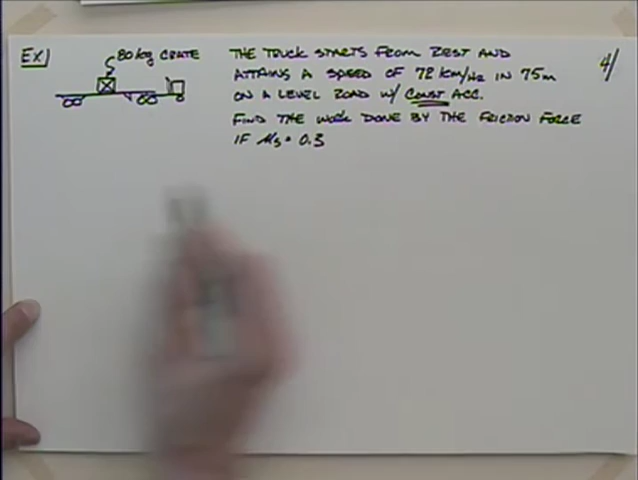 EX1
80 kg CRATE
THE TRUCK STARTS FROM REST AND
ATTAINS A SPEED OF 72 KM/HR IN 75m
ON A LEVEL ROAD W/ CONST ACC.
FIND THE WORK DONE BY THE FRICTION FORCE
IF μs = 0.3
4/